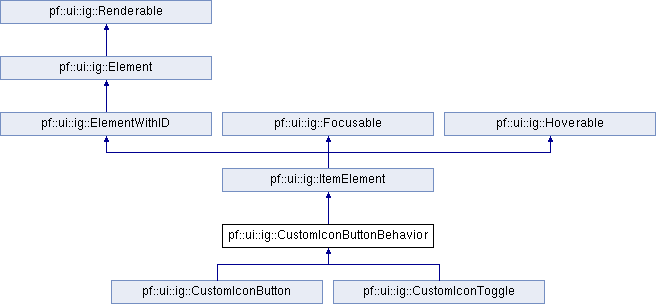 pf::ui::ig::Renderable
pf::ui::ig::Element
pf::ui::ig::ElementWithID
pf::ui::ig::Focusable
pf::ui::ig::Hoverable
pf::ui::ig::ItemElement
pf::ui::ig::CustomIconButtonBehavior
pf::ui::ig::CustomIconButton
pf::ui::ig::CustomIconToggle